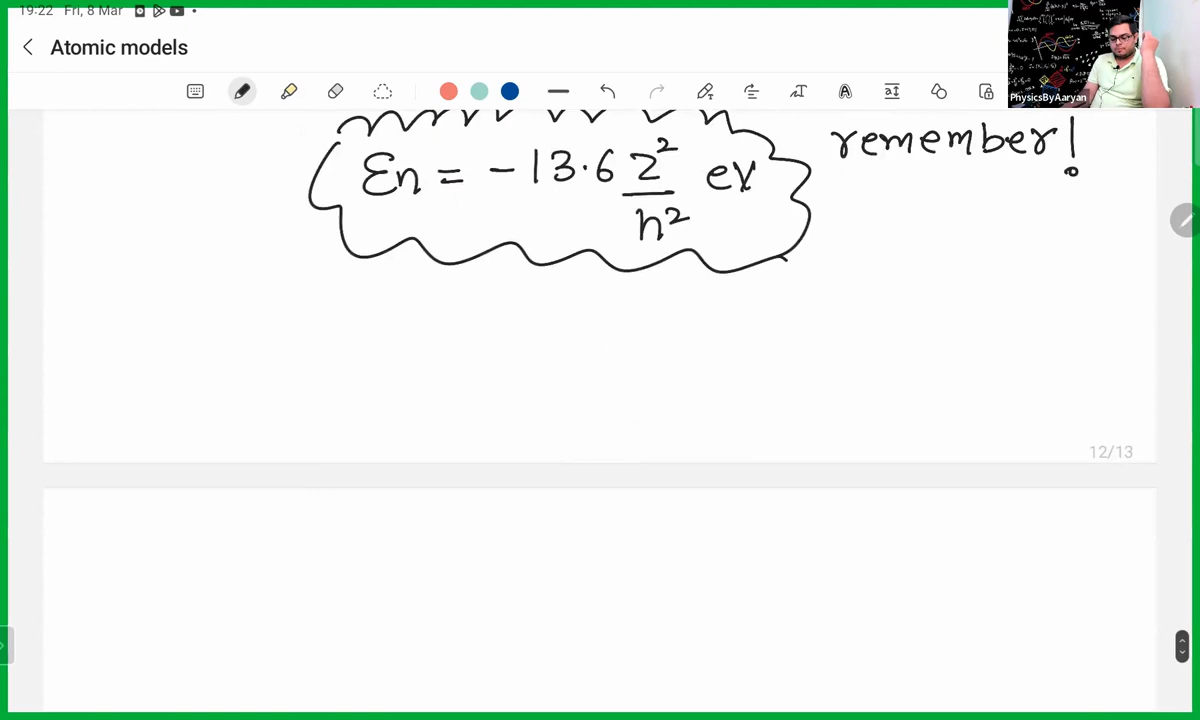 19:22 Fri, 8 Mar
Atomic models
PhysicsByAaryan
remember!
En = -13.6 Z²/n² eV
12/13